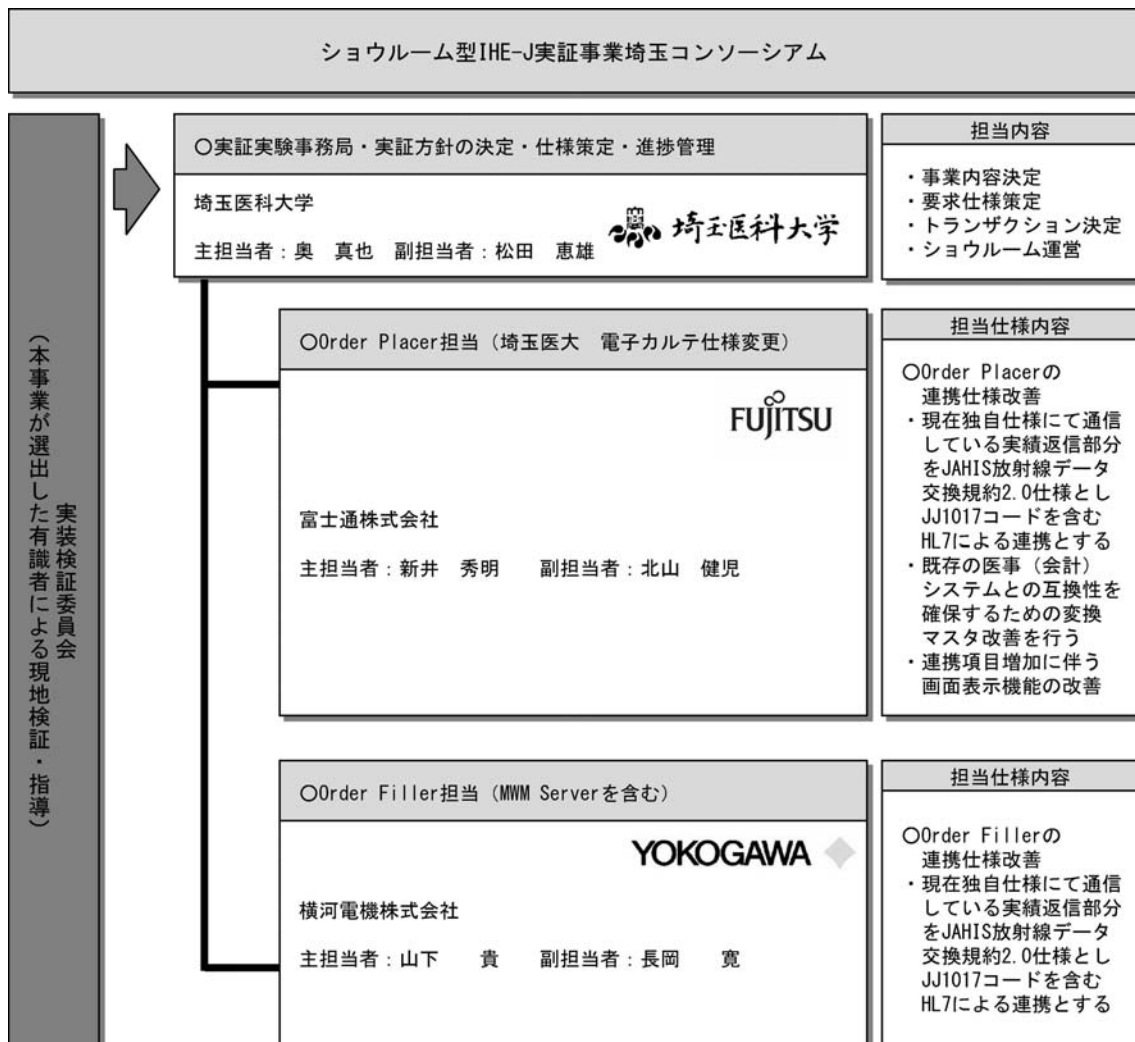 ショウルーム型IHE-J実証事業埼玉コンソーシアム
実装検証委員会
（本事業が選出した有識者による現地検証・指導）
〇実証実験事務局・実証方針の決定・仕様策定・進捗管理
埼玉医科大学
埼玉医科大学
主担当者：奥　真也　副担当者：松田　恵雄
担当内容
・事業内容決定
・要求仕様策定
・トランザクション決定
・ショウルーム運営
〇Order Placer担当（埼玉医大　電子カルテ仕様変更）
FUJITSU
富士通株式会社
主担当者：新井　秀明　　副担当者：北山　健児
担当仕様内容
〇Order Placerの
連携仕様改善
・現在独自仕様にて通信
している実績返信部分
をJAHIS放射線データ
交換規約2.0仕様とし
JJ1017コードを含む
HL7による連携とする
・既存の医事（会計）
システムとの互換性を
確保するための変換
マスタ改善を行う
・連携項目増加に伴う
画面表示機能の改善
〇Order Filler担当（MWM Serverを含む）
YOKOGAWA
横河電機株式会社
主担当者：山下　　貴　　副担当者：長岡　　寛
担当仕様内容
〇Order Fillerの
連携仕様改善
・現在独自仕様にて通信
している実績返信部分
をJAHIS放射線データ
交換規約2.0仕様とし
JJ1017コードを含む
HL7による連携とする